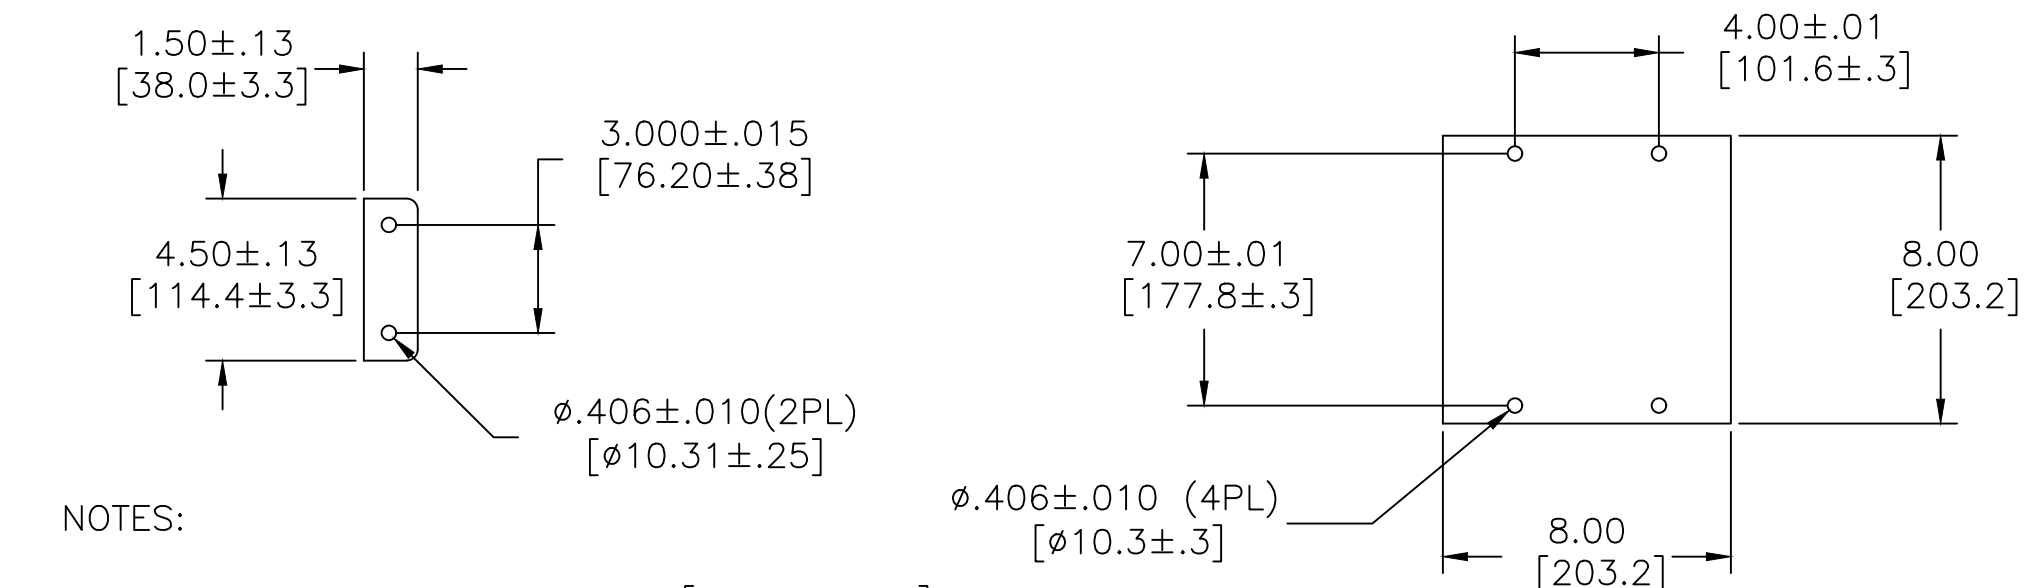 1.50±.13
[38.0±3.3]
3.000±.015
[76.20±.38]
4.50±.13
[114.4±3.3]
ø.406±.010(2PL)
[ø10.31±.25]
4.00±.01
[101.6±.3]
7.00±.01
[177.8±.3]
8.00
[203.2]
ø.406±.010 (4PL)
[ø10.3±.3]
8.00
[203.2]
NOTES: